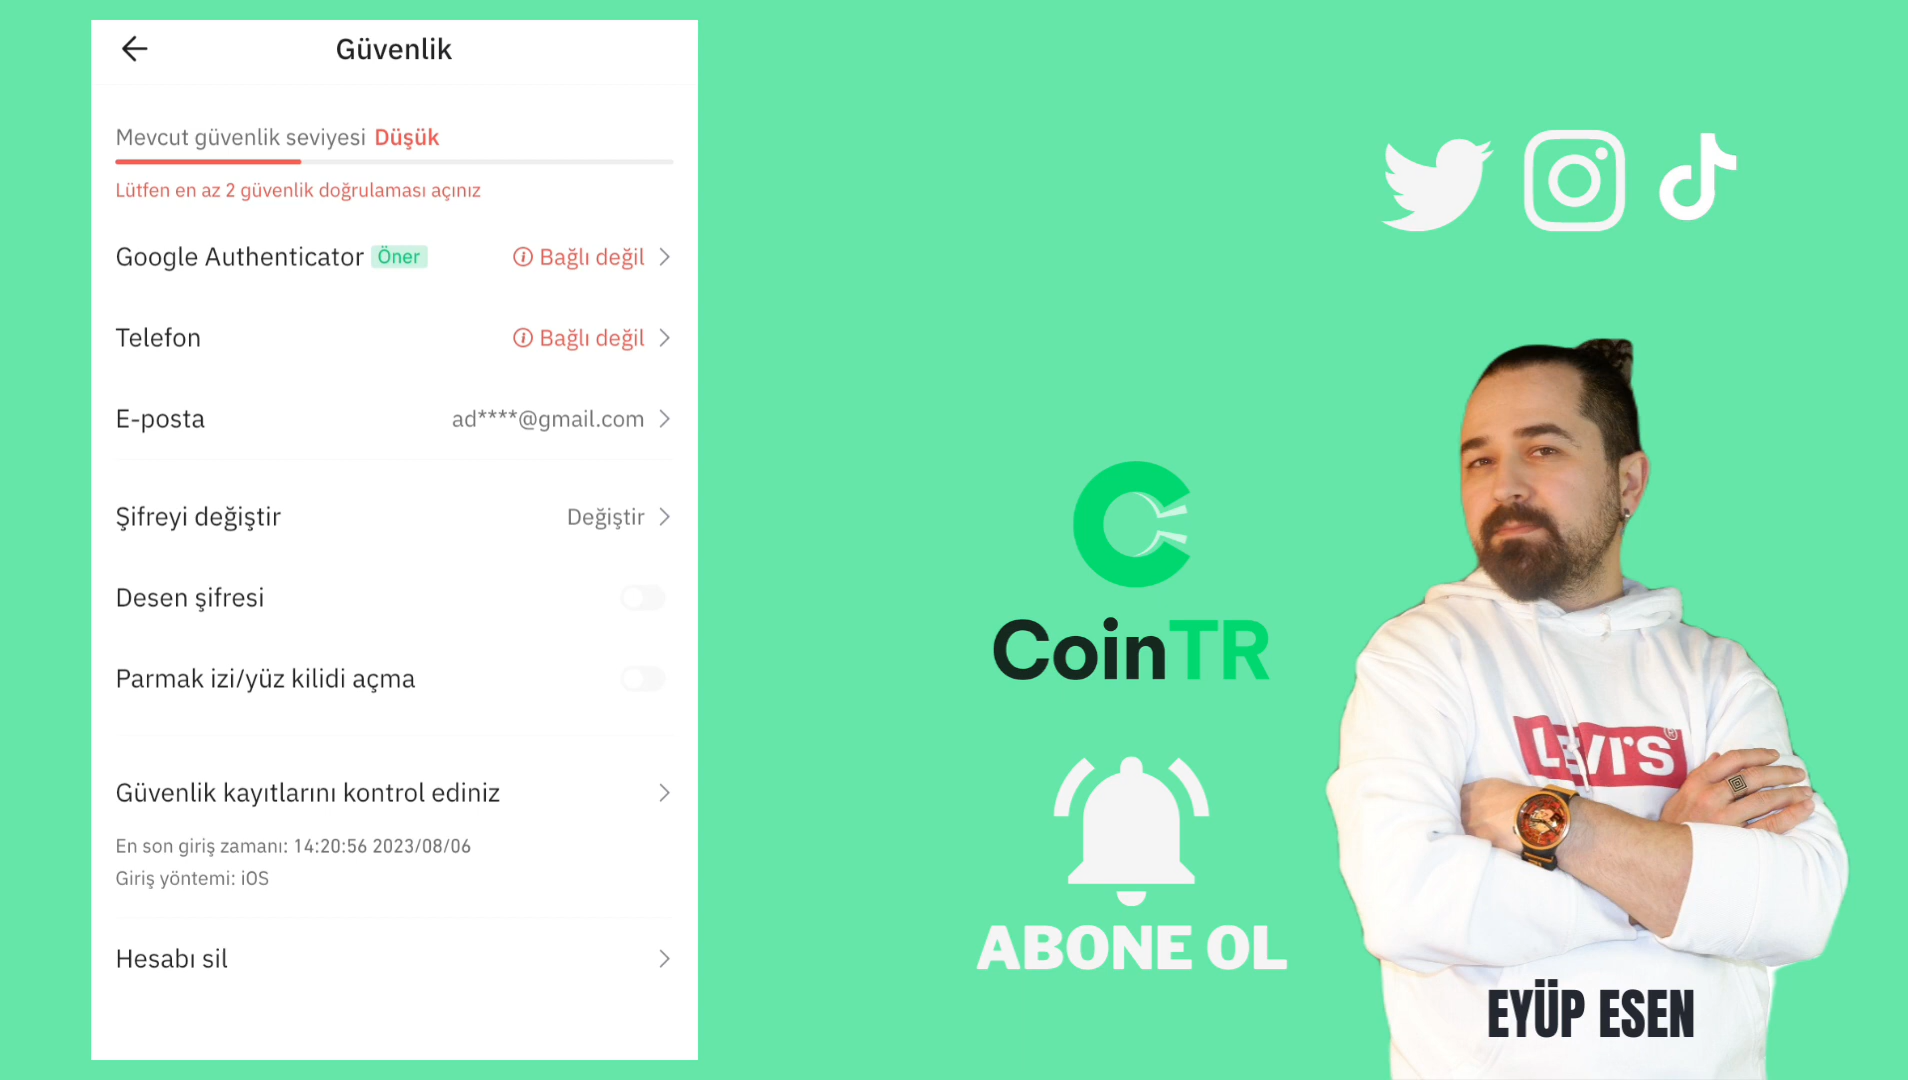 Güvenlik
Mevcut güvenlik seviyesi Düşük
Lütfen en az 2 güvenlik doğrulaması açınız
Google Authenticator Öner Bağlı değil
Telefon Bağlı değil
E-posta ad****@gmail.com
Şifreyi değiştir Değiştir
Desen şifresi
Parmak izi/yüz kilidi açma
Güvenlik kayıtlarını kontrol ediniz
En son giriş zamanı: 14:20:56 2023/08/06
Giriş yöntemi: iOS
Hesabı sil
CoinTR
ABONE OL
LEVI'S®
EYÜP ESEN